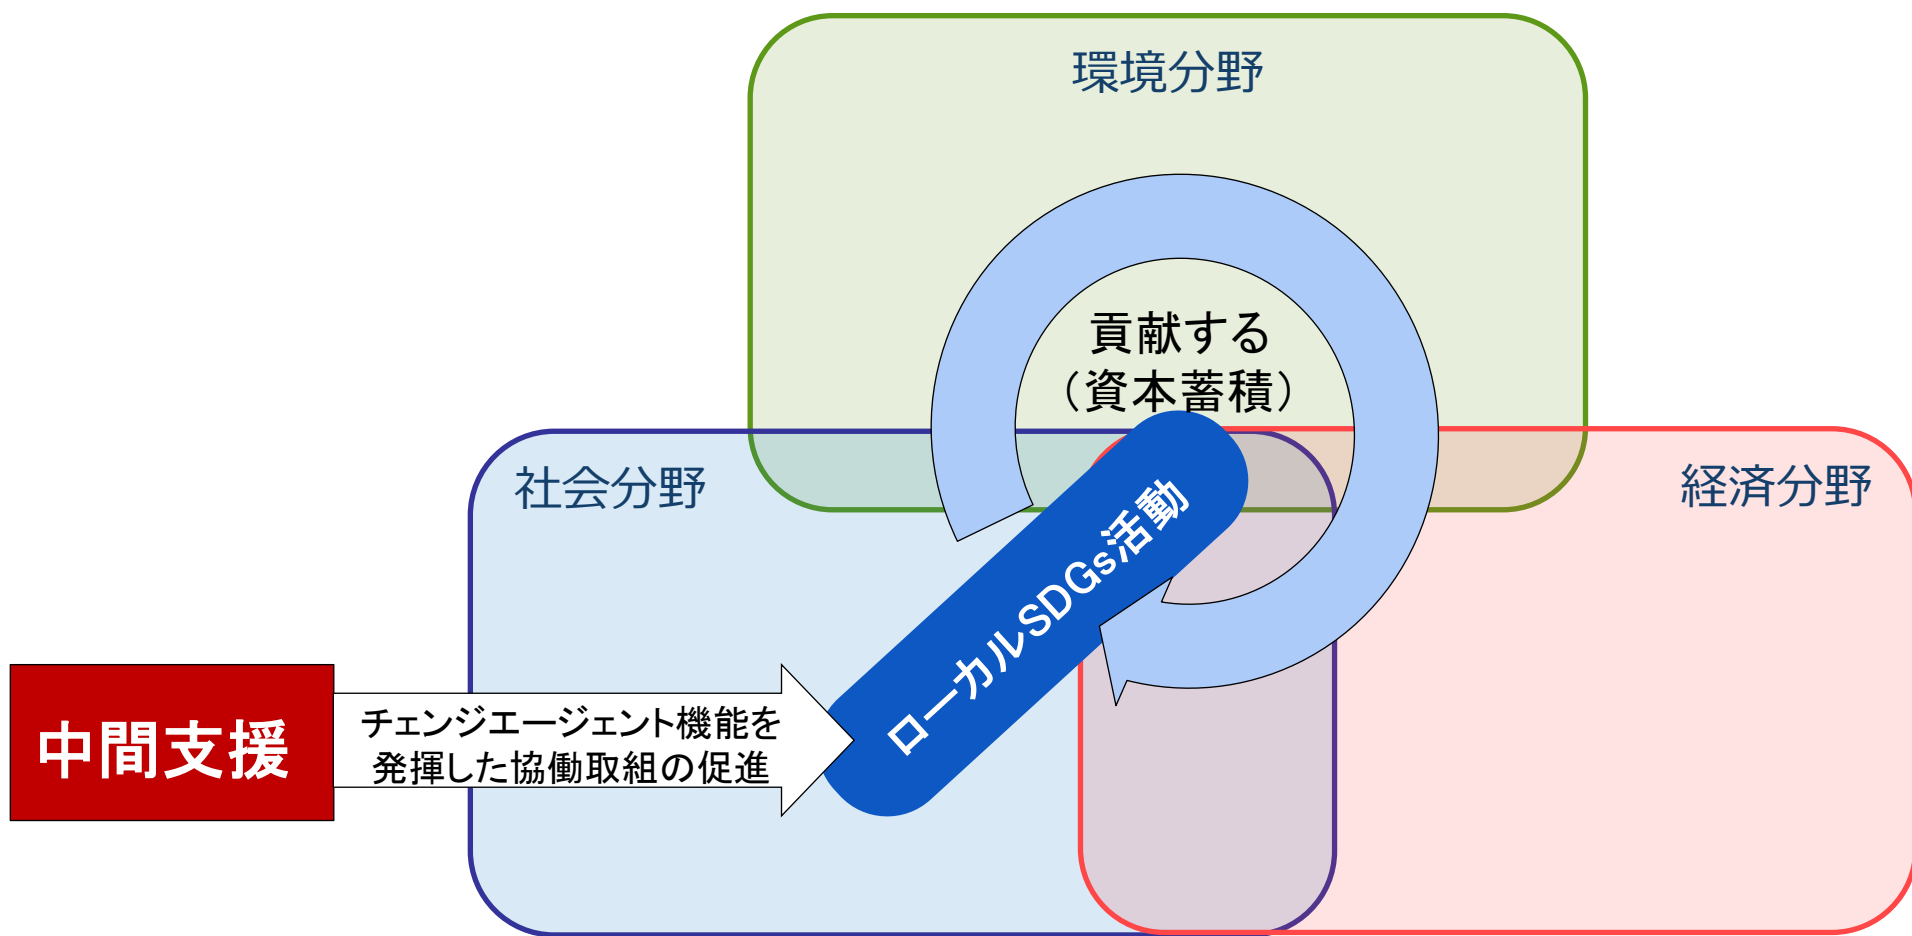 環境分野
貢献する
（資本蓄積）
社会分野
経済分野
ローカルSDGs活動
中間支援
チェンジエージェント機能を
発揮した協働取組の促進